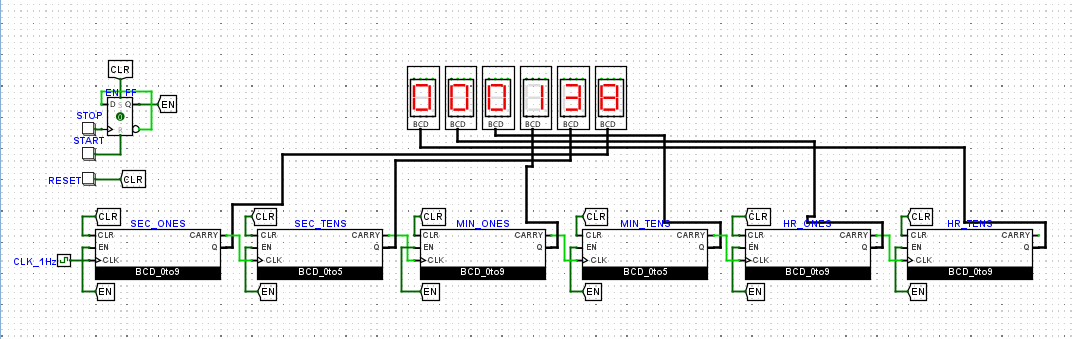 CLR
EN_FF
D S Q
EN
STOP
0
R
START
RESET
CLR
0 0 0 1 3 8
BCD BCD BCD BCD BCD BCD
CLR SEC_ONES CLR SEC_TENS CLR MIN_ONES CLR MIN_TENS CLR HR_ONES CLR HR_TENS
CLR CARRY CLR CARRY CLR CARRY CLR CARRY CLR CARRY CLR CARRY
EN Q EN Q EN Q EN Q EN Q EN Q
CLK_1Hz CLK CLK CLK CLK CLK CLK
BCD_0to9 BCD_0to5 BCD_0to9 BCD_0to5 BCD_0to9 BCD_0to9
EN EN EN EN EN EN